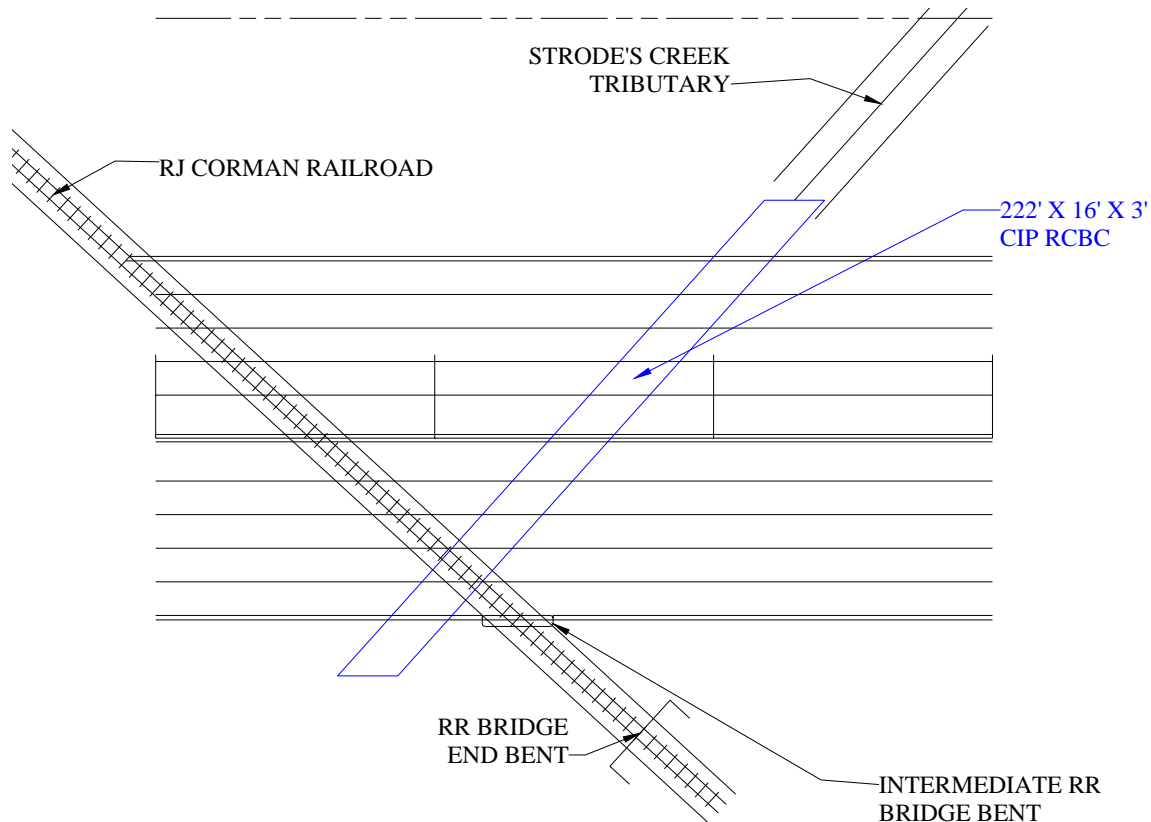 STRODE'S CREEK
TRIBUTARY
RJ CORMAN RAILROAD
222' X 16' X 3'
CIP RCBC
RR BRIDGE
END BENT
INTERMEDIATE RR
BRIDGE BENT